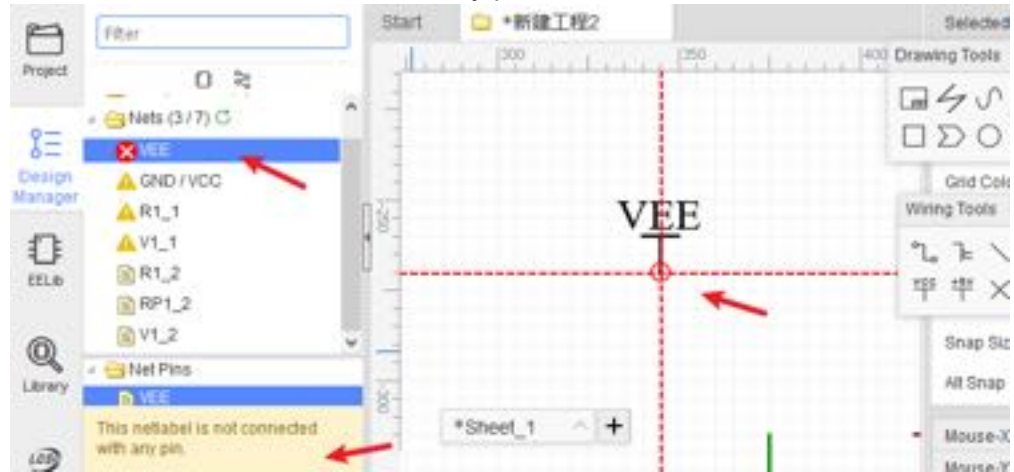 Project
Design
Manager
EELib
Library
Filter
Nets (3 / 7)
VEE
GND / VCC
R1_1
V1_1
R1_2
RP1_2
V1_2
Net Pins
VEE
This netlabel is not connected
with any pin.
Start
*新建工程2
300
350
400
VEE
*Sheet_1
Selected
Drawing Tools
Grid Colo
Wiring Tools
Snap Siz
Alt Snap
Mouse-X
Mouse-Y